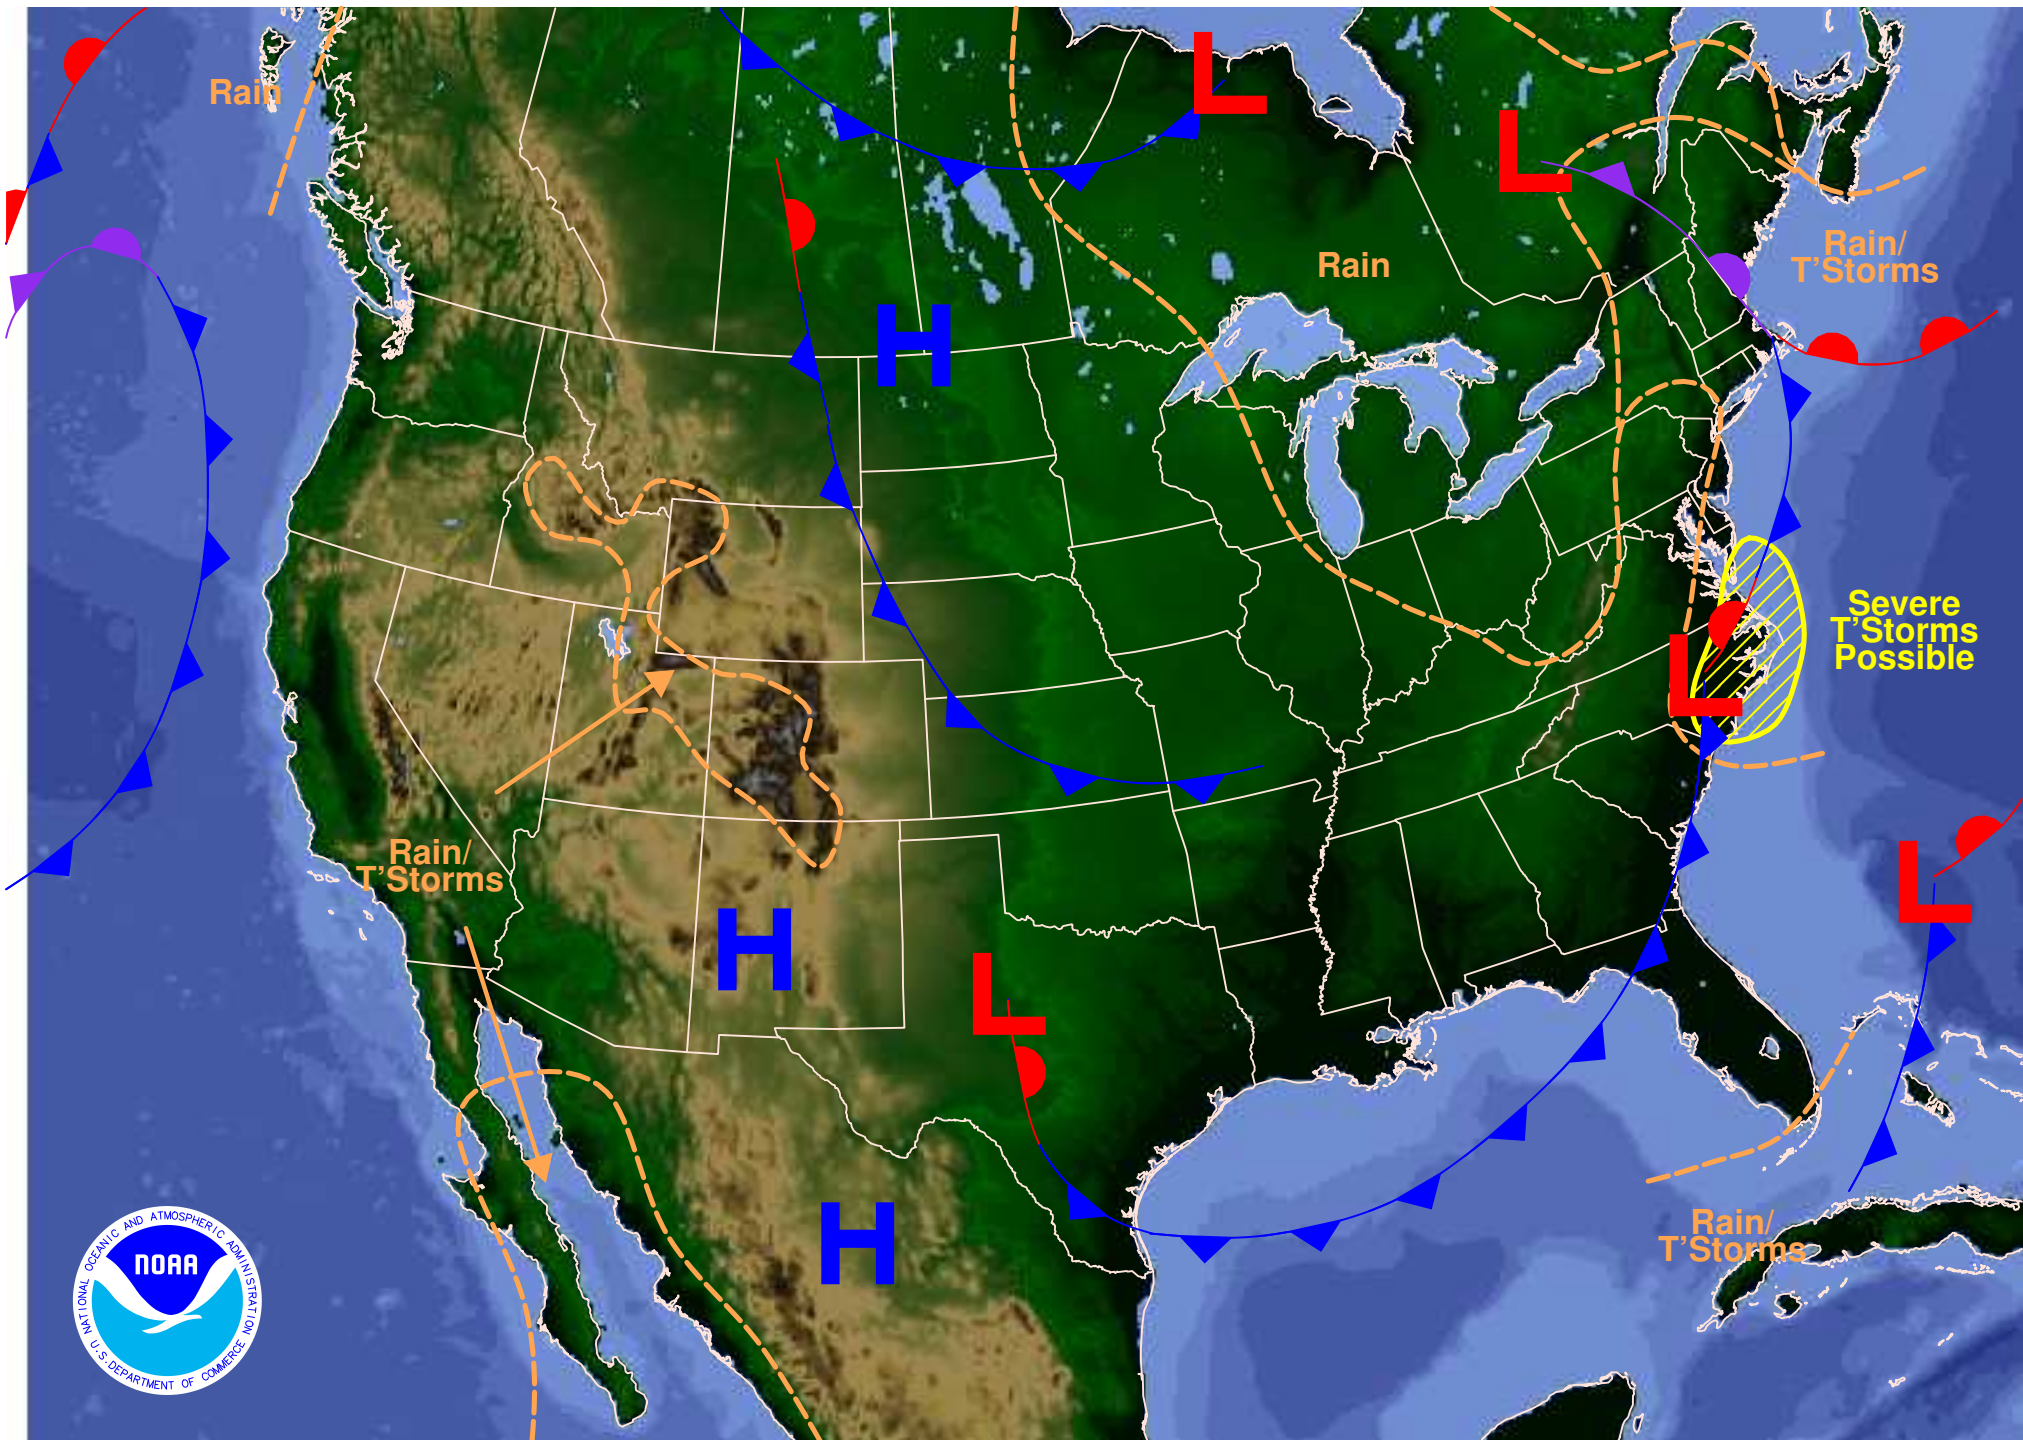 Rain
L
L
Rain
Rain/
T'Storms
H
Severe
T'Storms
Possible
L
Rain/
T'Storms
L
H
L
H
Rain/
T'Storms
NATIONAL OCEANIC AND ATMOSPHERIC ADMINISTRATION
NOAA
U.S. DEPARTMENT OF COMMERCE